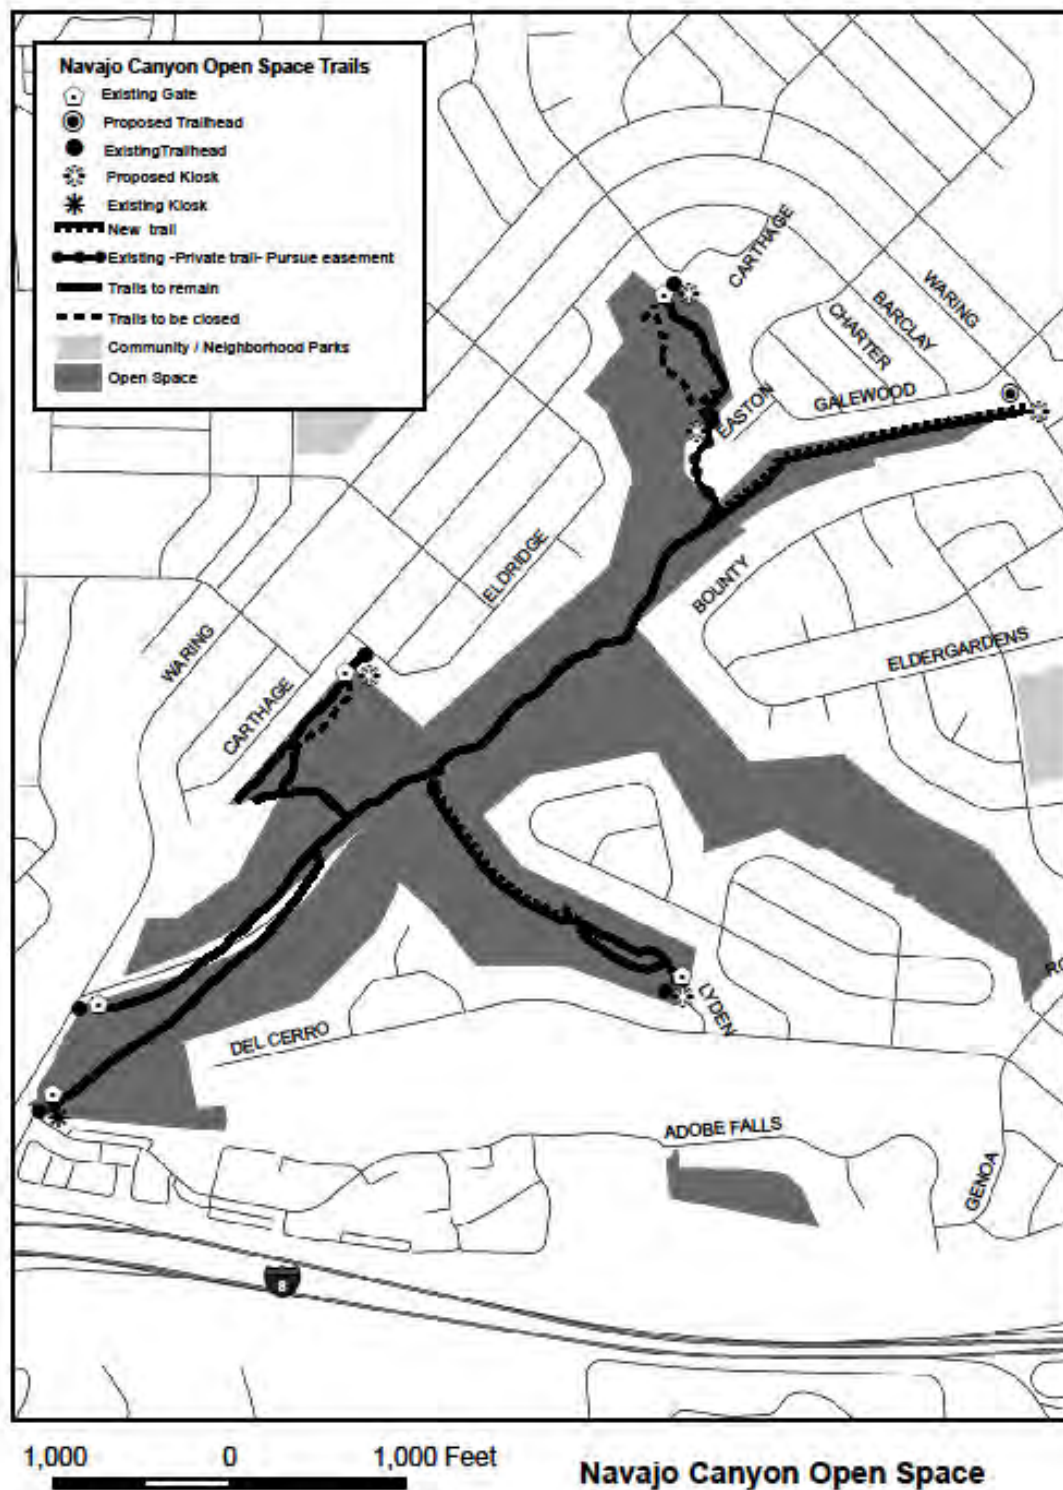 Navajo Canyon Open Space Trails
Existing Gate
Proposed Trailhead
ExistingTrailhead
Proposed Kiosk
Existing Kiosk
New trail
Existing -Private trail- Pursue easement
Trails to remain
Trails to be closed
Community / Neighborhood Parks
Open Space
CARTHAGE
WARING
BARCLAY
CHARTER
GALEWOOD
EASTON
ELDRIDGE
BOUNTY
ELDERGARDENS
WARING
CARTHAGE
RO
LYDEN
DEL CERRO
ADOBE FALLS
GENOA
8
1,000 0 1,000 Feet
Navajo Canyon Open Space